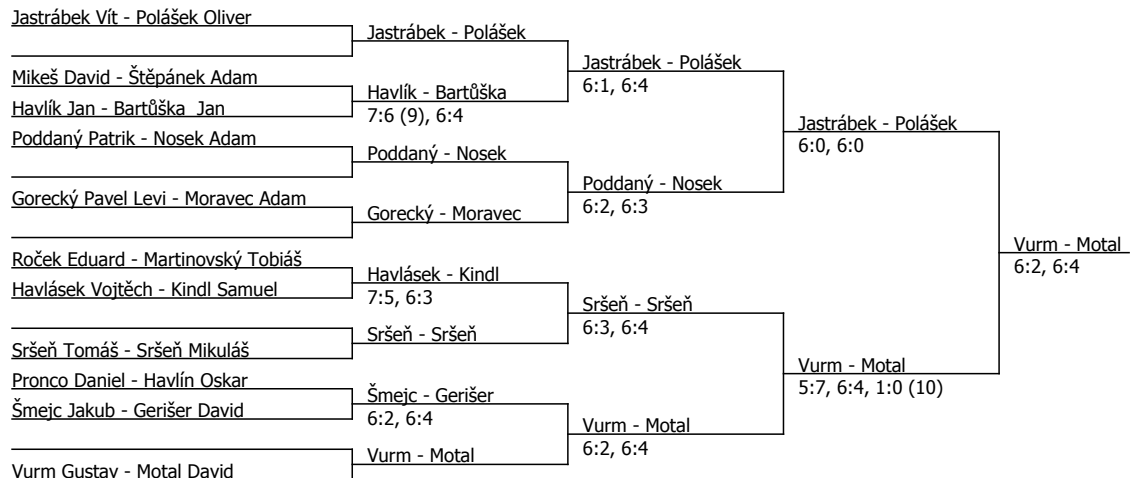 Jastrábek Vít - Polášek Oliver
Mikeš David - Štěpánek Adam
Havlík Jan - Bartůška  Jan
Poddaný Patrik - Nosek Adam
Gorecký Pavel Levi - Moravec Adam
Roček Eduard - Martinovský Tobiáš
Havlásek Vojtěch - Kindl Samuel
Sršeň Tomáš - Sršeň Mikuláš
Pronco Daniel - Havlín Oskar
Šmejc Jakub - Gerišer David
Vurm Gustav - Motal David
Jastrábek - Polášek
Havlík - Bartůška
7:6 (9), 6:4
Poddaný - Nosek
Gorecký - Moravec
Havlásek - Kindl
7:5, 6:3
Sršeň - Sršeň
Šmejc - Gerišer
6:2, 6:4
Vurm - Motal
Jastrábek - Polášek
6:1, 6:4
Poddaný - Nosek
6:2, 6:3
Sršeň - Sršeň
6:3, 6:4
Vurm - Motal
6:2, 6:4
Jastrábek - Polášek
6:0, 6:0
Vurm - Motal
5:7, 6:4, 1:0 (10)
Vurm - Motal
6:2, 6:4